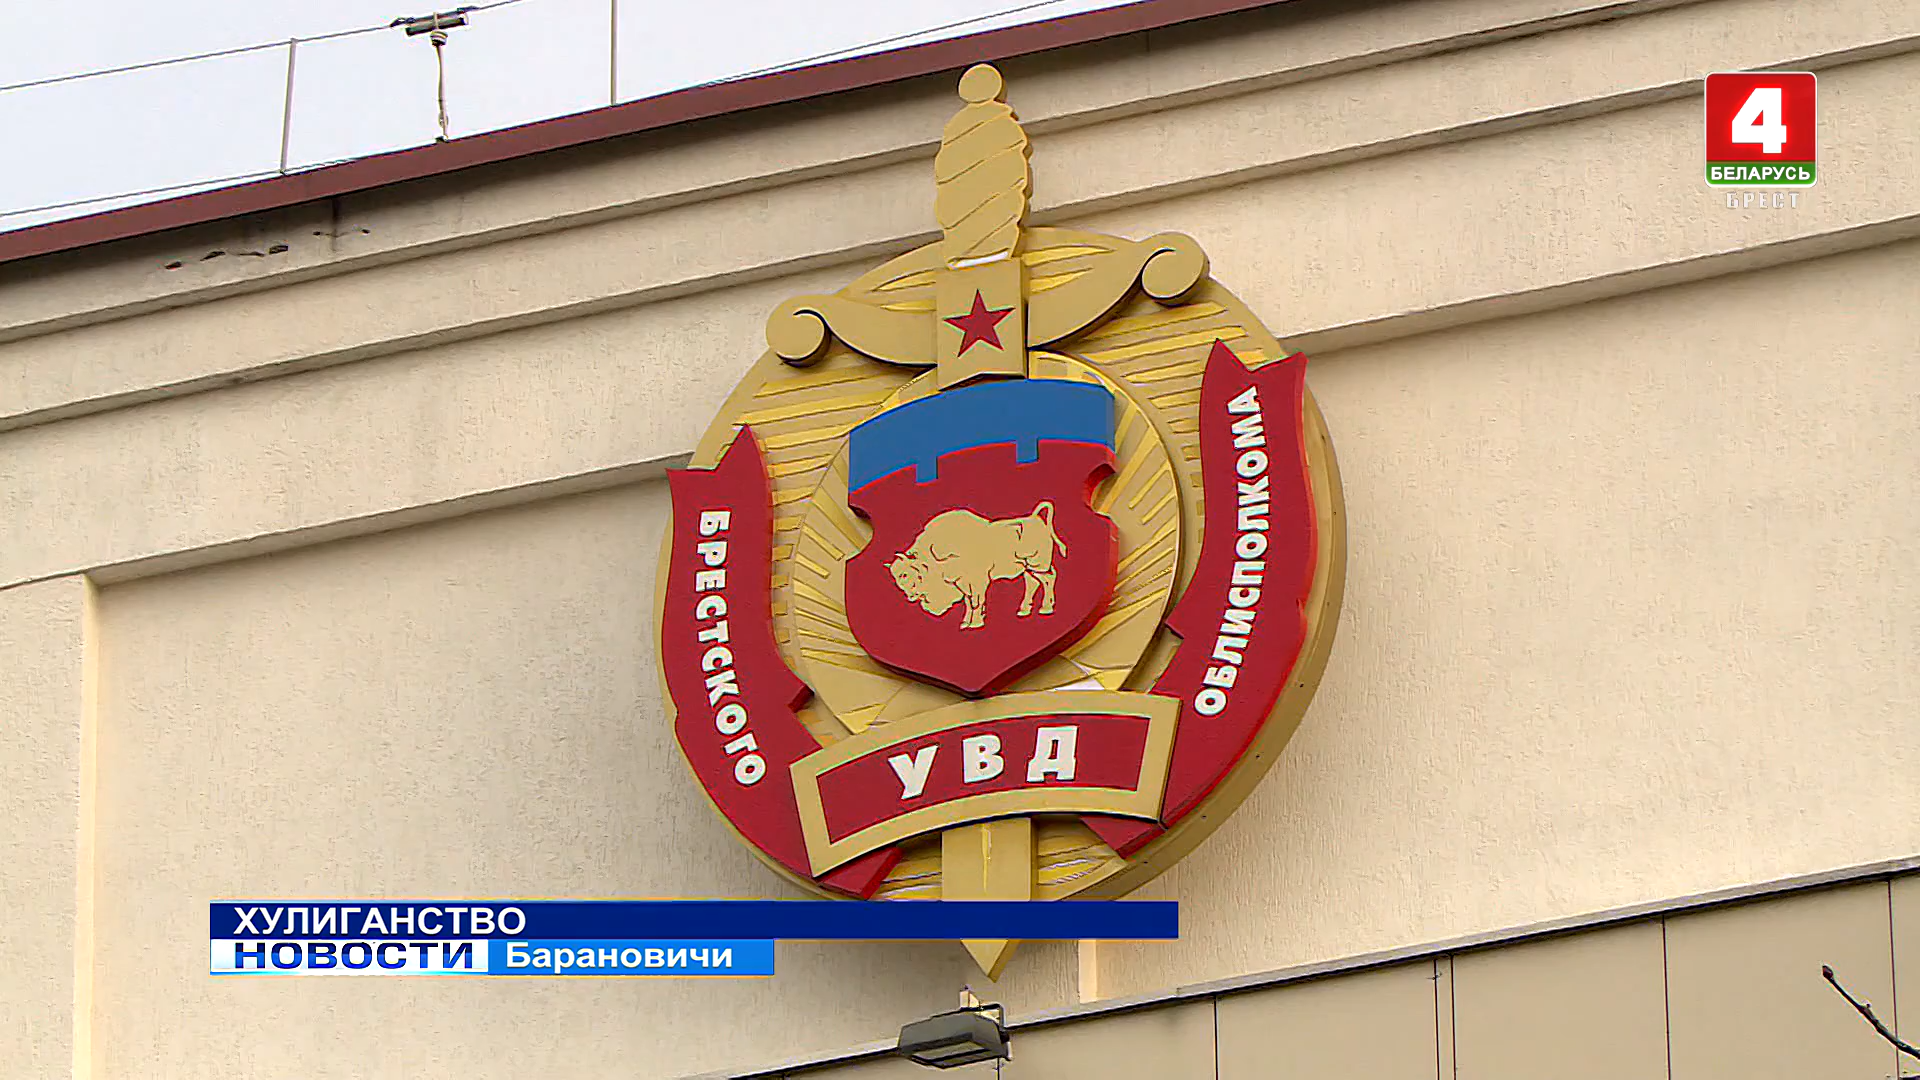 4
БЕЛАРУСЬ
БРЕСТ
БРЕСТСКОГО
ОБЛИСПОЛКОМА
УВД
ХУЛИГАНСТВО
НОВОСТИ
Барановичи